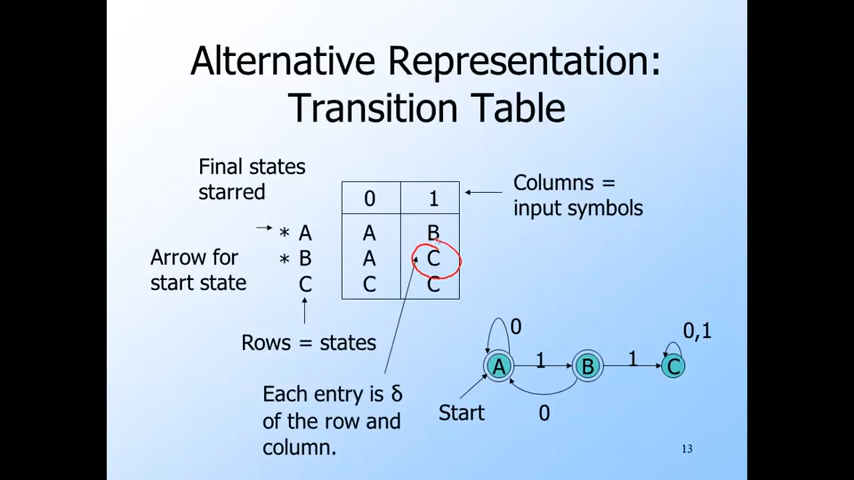 Alternative Representation:
Transition Table
Final states
starred
0 1
Columns =
input symbols
* A A B
* B A C
C C C
Arrow for
start state
Rows = states
Each entry is δ
of the row and
column.
0
0,1
A 1 B 1 C
Start
0
13